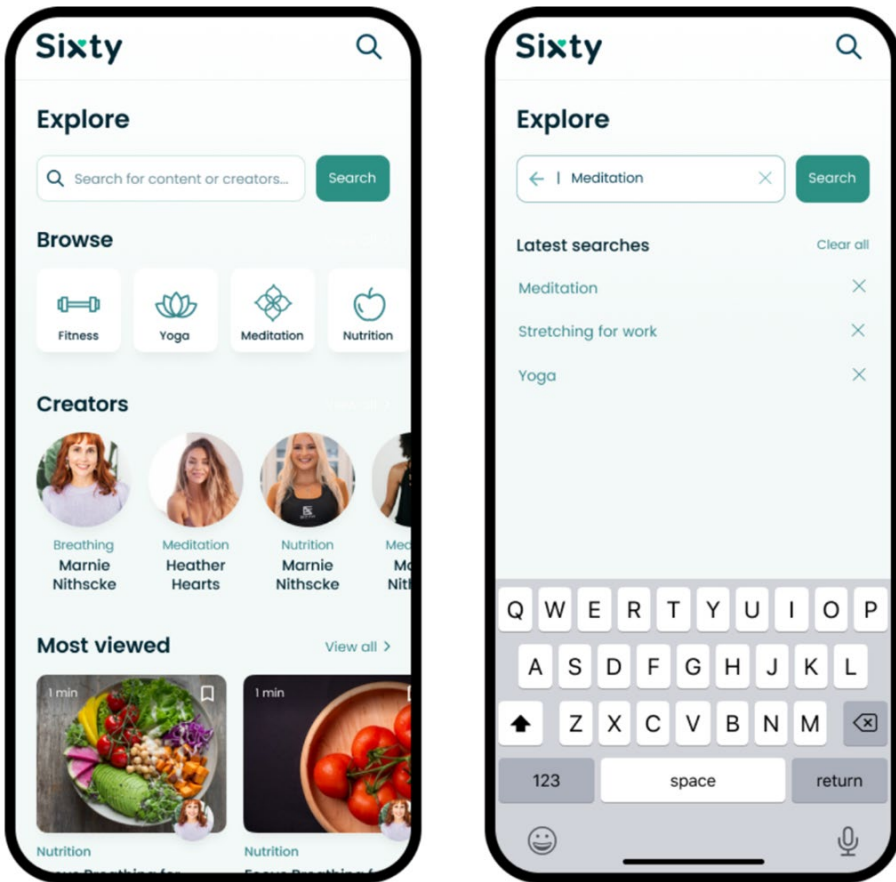 Sixty
Explore
Search for content or creators...
Search
Browse
Fitness
Yoga
Meditation
Nutrition
Creators
Breathing
Marnie
Nithscke
Meditation
Heather
Hearts
Nutrition
Marnie
Nithscke
Most viewed
View all >
1 min
1 min
Nutrition
Nutrition
Sixty
Explore
Meditation
Search
Latest searches
Clear all
Meditation
Stretching for work
Yoga
Q W E R T Y U I O P
A S D F G H J K L
Z X C V B N M
123 space return